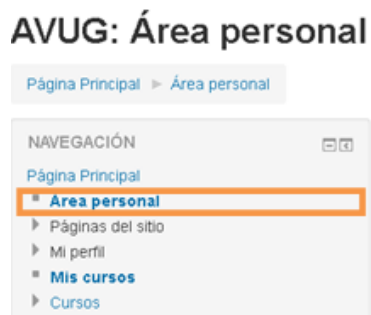 AVUG: Área personal
Página Principal ► Área personal
NAVEGACIÓN
Página Principal
Area personal
Páginas del sitio
Mi perfil
Mis cursos
Cursos